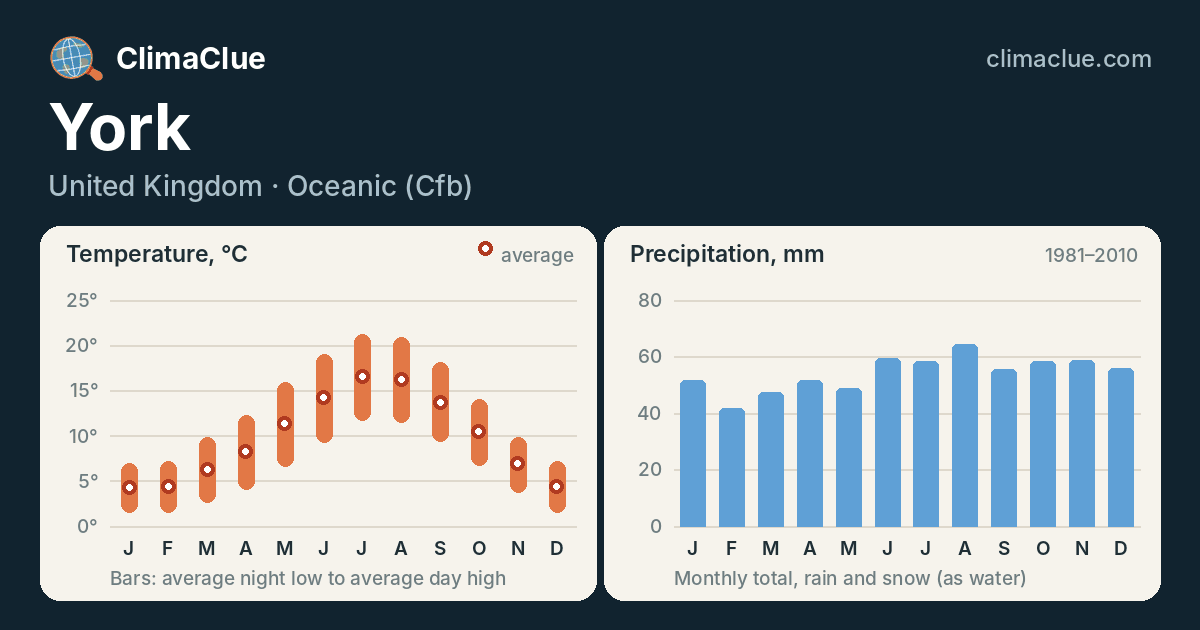 ClimaClue
climaclue.com
York
United Kingdom · Oceanic (Cfb)
Temperature, °C
average
25°
20°
15°
10°
5°
0°
J F M A M J J A S O N D
Bars: average night low to average day high
Precipitation, mm
1981–2010
80
60
40
20
0
J F M A M J J A S O N D
Monthly total, rain and snow (as water)